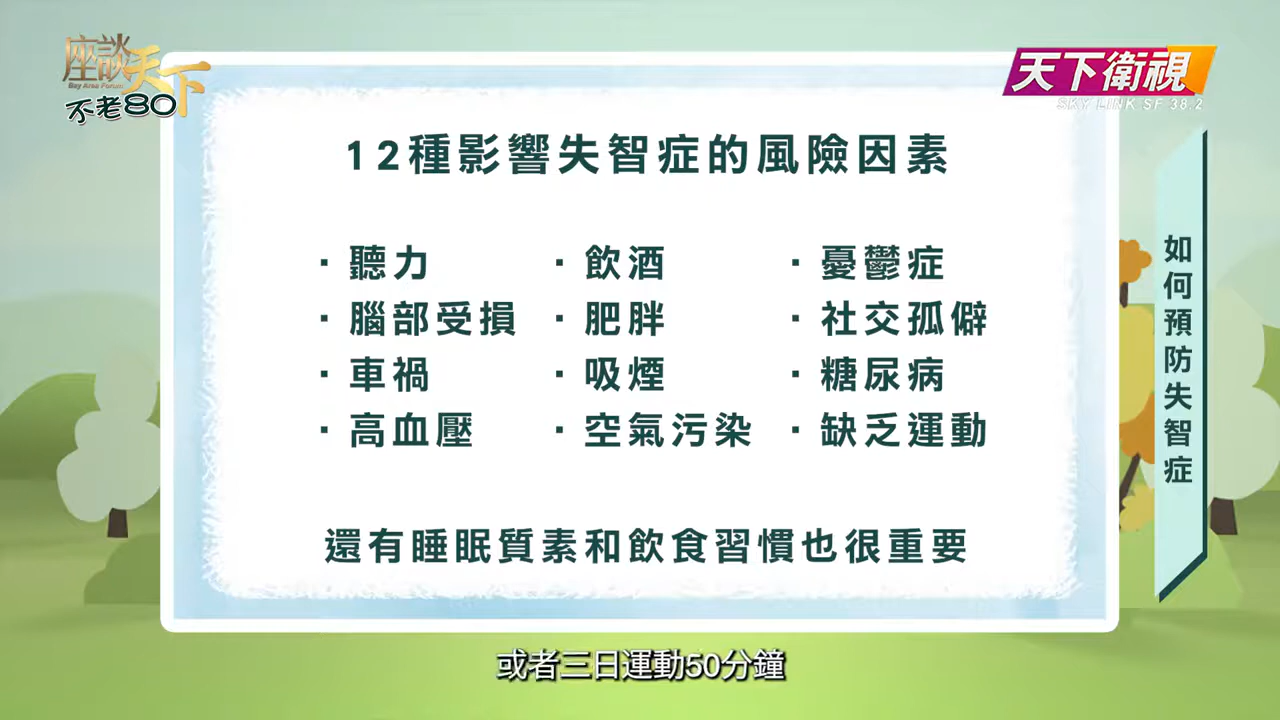 座談天下
Bay Area Forum
不老80
天下衛視
SKY LINK SF 38.2
12種影響失智症的風險因素
· 聽力
· 飲酒
· 憂鬱症
· 腦部受損
· 肥胖
· 社交孤僻
· 車禍
· 吸煙
· 糖尿病
· 高血壓
· 空氣污染
· 缺乏運動
還有睡眠質素和飲食習慣也很重要
如何預防失智症
或者三日運動50分鐘